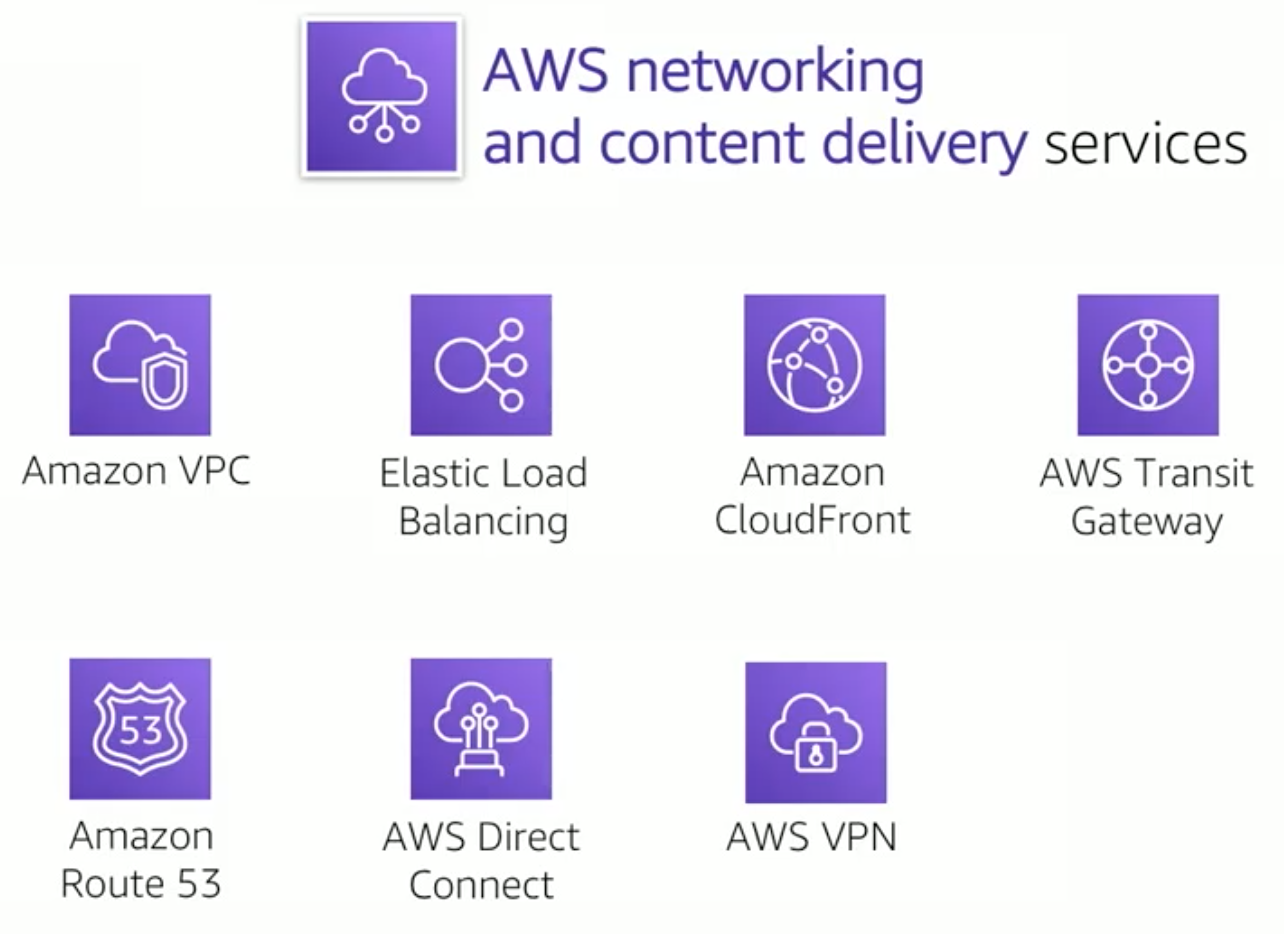 AWS networking
and content delivery services
Amazon VPC
Elastic Load
Balancing
Amazon
CloudFront
AWS Transit
Gateway
53
Amazon
Route 53
AWS Direct
Connect
AWS VPN